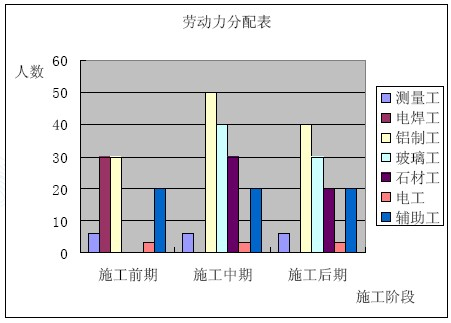 劳动力分配表
人数
60
50
40
30
20
10
0
施工前期 施工中期 施工后期
施工阶段
测量工
电焊工
铝制工
玻璃工
石材工
电工
辅助工